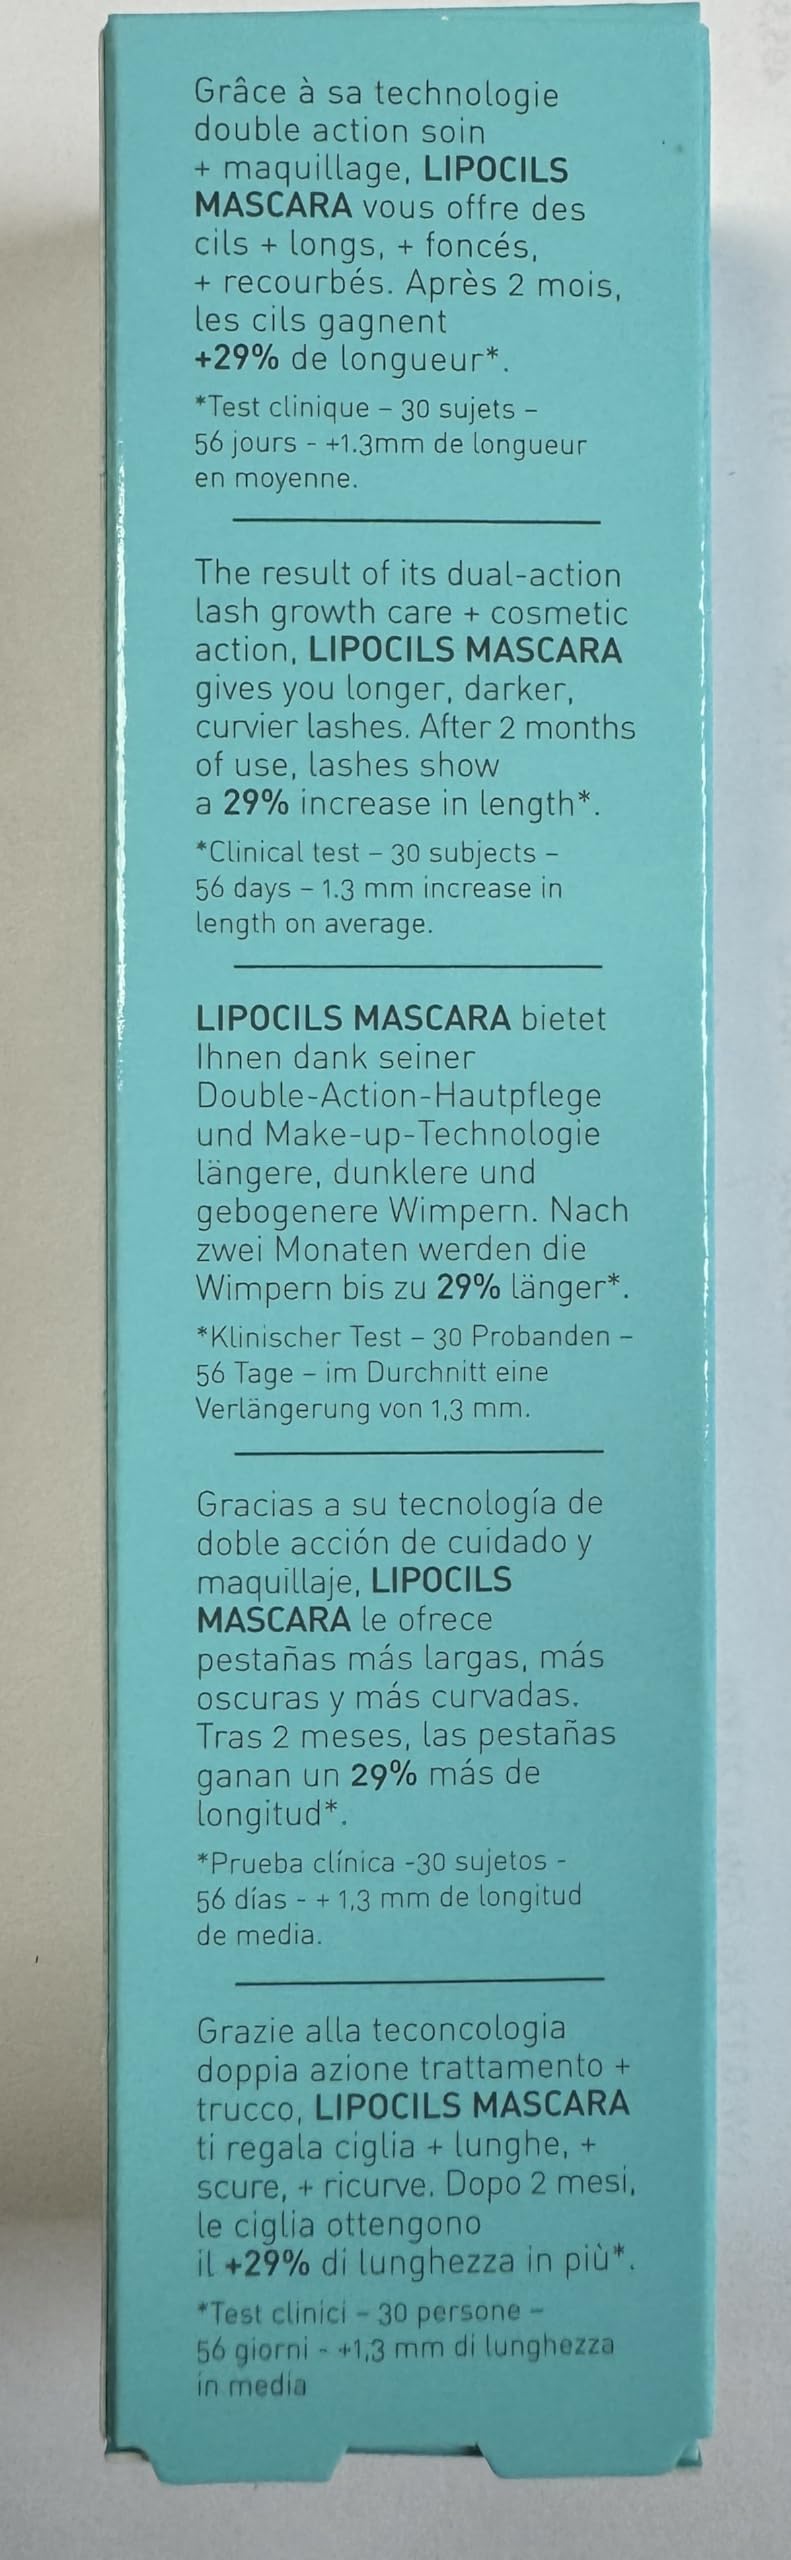 Grâce à sa technologie
double action soin
+ maquillage, LIPOCILS
MASCARA vous offre des
cils + longs, + foncés,
+ recourbés. Après 2 mois,
les cils gagnent
+29% de longueur*.
*Test clinique – 30 sujets –
56 jours - +1.3mm de longueur
en moyenne.
The result of its dual-action
lash growth care + cosmetic
action, LIPOCILS MASCARA
gives you longer, darker,
curvier lashes. After 2 months
of use, lashes show
a 29% increase in length*.
*Clinical test – 30 subjects –
56 days – 1.3 mm increase in
length on average.
LIPOCILS MASCARA bietet
Ihnen dank seiner
Double-Action-Hautpflege
und Make-up-Technologie
längere, dunklere und
gebogenere Wimpern. Nach
zwei Monaten werden die
Wimpern bis zu 29% länger*.
*Klinischer Test – 30 Probanden –
56 Tage – im Durchnitt eine
Verlängerung von 1,3 mm.
Gracias a su tecnología de
doble acción de cuidado y
maquillaje, LIPOCILS
MASCARA le ofrece
pestañas más largas, más
oscuras y más curvadas.
Tras 2 meses, las pestañas
ganan un 29% más de
longitud*.
*Prueba clínica -30 sujetos -
56 días - + 1,3 mm de longitud
de media.
Grazie alla teconcologia
doppia azione trattamento +
trucco, LIPOCILS MASCARA
ti regala ciglia + lunghe, +
scure, + ricurve. Dopo 2 mesi,
le ciglia ottengono
il +29% di lunghezza in più*.
*Test clinici – 30 persone –
56 giorni - +1,3 mm di lunghezza
in media